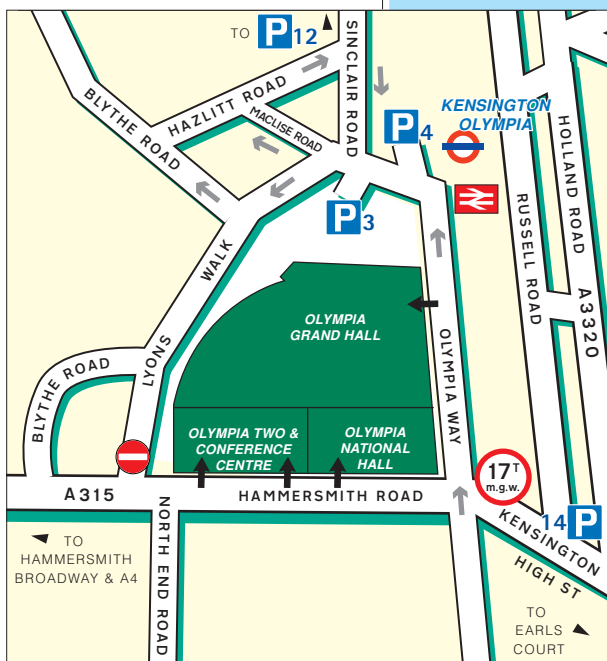 TO P 12
SINCLAIR ROAD
HAZLITT ROAD
MACLISE ROAD
BLYTHE ROAD
P 4
KENSINGTON
OLYMPIA
HOLLAND ROAD
RUSSELL ROAD
A3320
P 3
WALK
LYONS
OLYMPIA
GRAND HALL
OLYMPIA WAY
BLYTHE ROAD
OLYMPIA TWO &
CONFERENCE
CENTRE
OLYMPIA
NATIONAL
HALL
17T
m.g.w.
A315
HAMMERSMITH ROAD
NORTH END ROAD
14 P
KENSINGTON
HIGH ST
TO
HAMMERSMITH
BROADWAY & A4
TO
EARLS
COURT